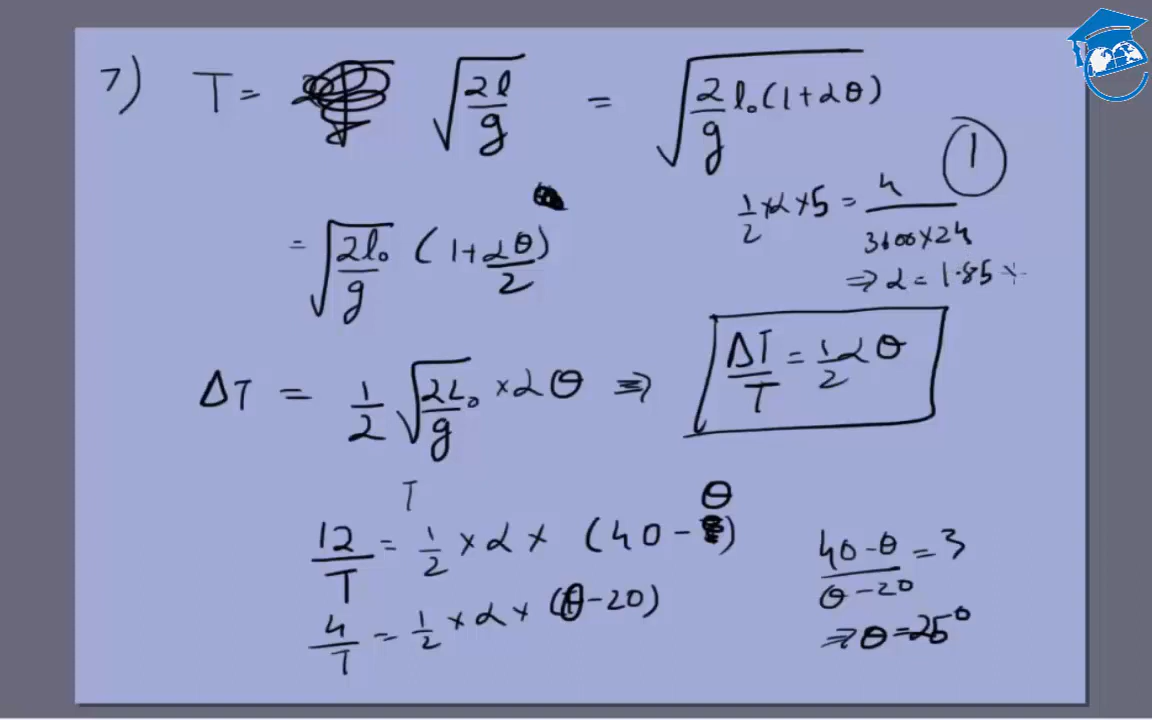 7) T = √(2l/g) = √(2/g l₀(1+αθ))
①
= √(2l₀/g) (1+αθ/2)
1/2 × α × 5 = 4/(3600×24)
⇒ α = 1.85 ×
ΔT = 1/2 √(2L₀/g) × αθ ⇒ ΔT/T = 1/2 αθ
T
12/T = 1/2 × α × (40 - θ)
4/T = 1/2 × α × (θ-20)
(40-θ)/(θ-20) = 3
⇒ θ = 25°